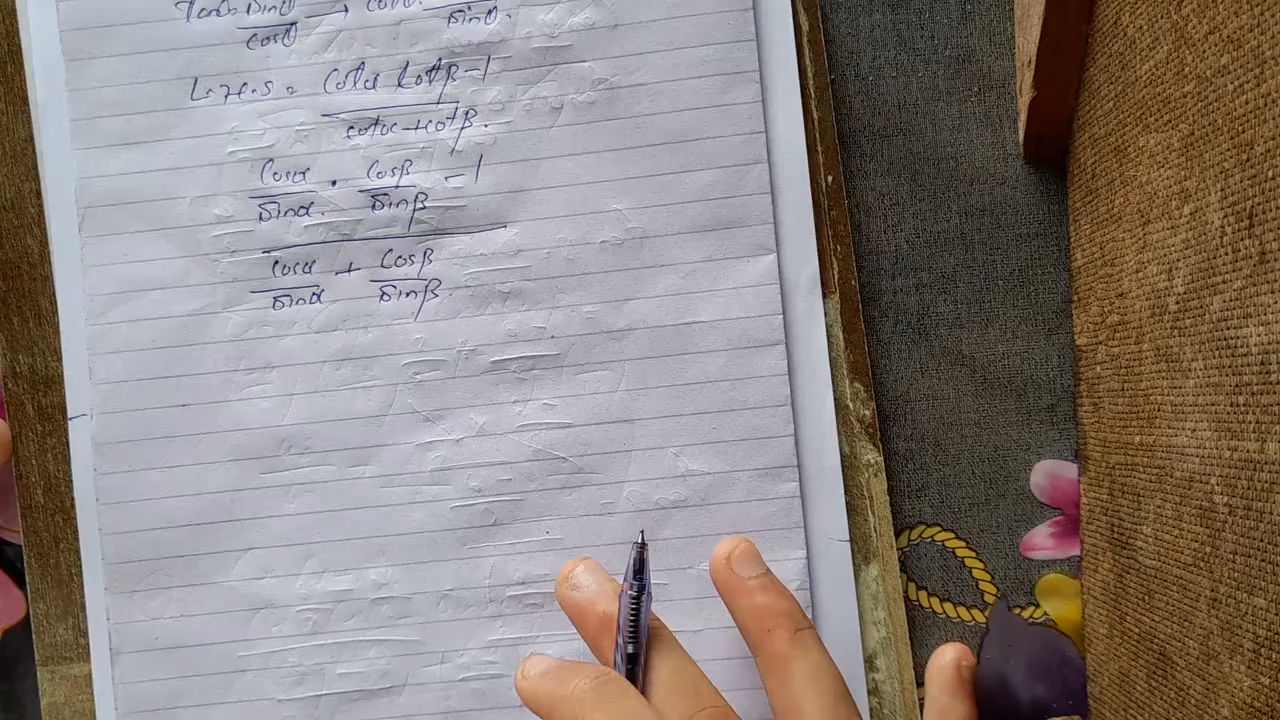 tanθ sinθ/cosθ → cotθ. /sinθ.
L.H.S = cotα cotβ - 1
cotα + cotβ.
cosα/sinα. · cosβ/sinβ - 1
cosα/sinα + cosβ/sinβ